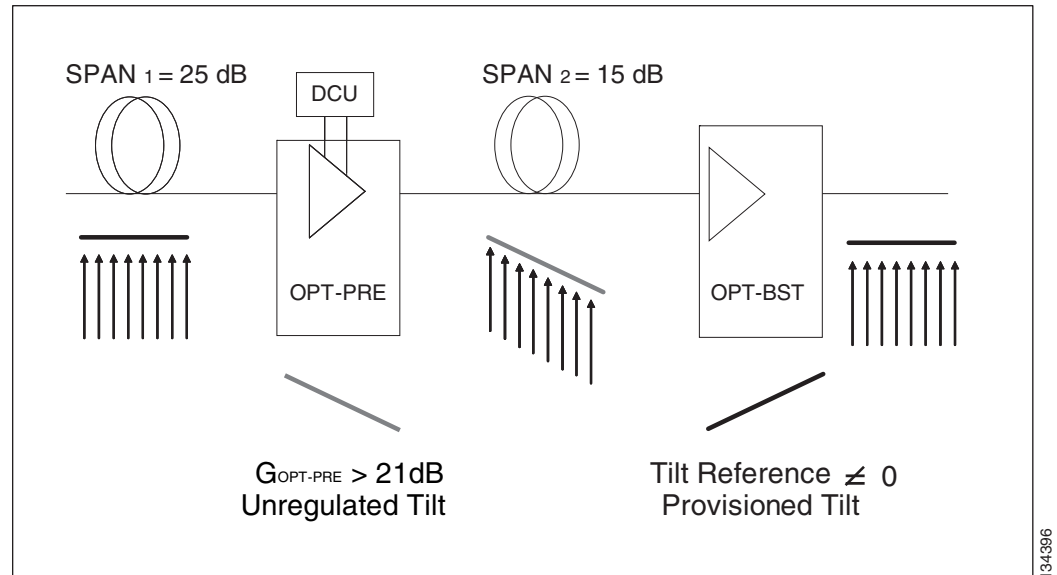 SPAN 1 = 25 dB
SPAN 2 = 15 dB
DCU
OPT-PRE
OPT-BST
GOPT-PRE > 21dB
Unregulated Tilt
Tilt Reference ≠ 0
Provisioned Tilt
134396